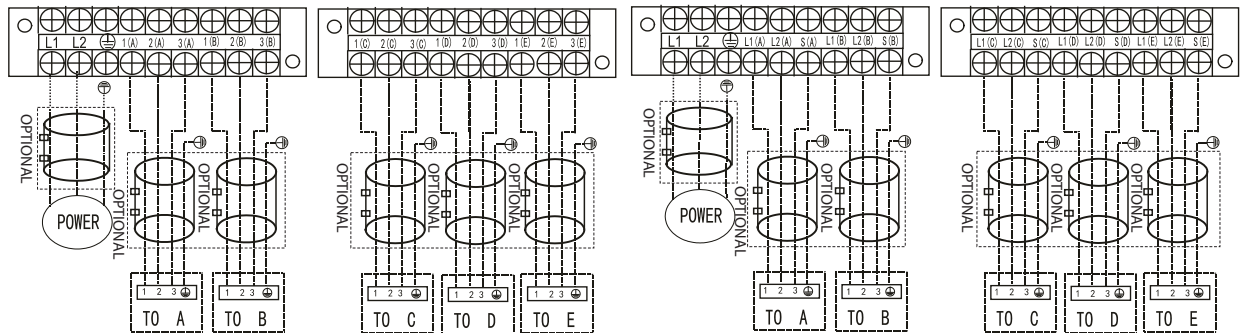 L1 L2 1(A) 2(A) 3(A) 1(B) 2(B) 3(B)
OPTIONAL
POWER
OPTIONAL
OPTIONAL
1 2 3
TO A
1 2 3
TO B
1(C) 2(C) 3(C) 1(D) 2(D) 3(D) 1(E) 2(E) 3(E)
OPTIONAL
OPTIONAL
OPTIONAL
1 2 3
TO C
1 2 3
TO D
1 2 3
TO E
L1 L2 L1(A) L2(A) S(A) L1(B) L2(B) S(B)
OPTIONAL
POWER
OPTIONAL
OPTIONAL
1 2 3
TO A
1 2 3
TO B
L1(C) L2(C) S(C) L1(D) L2(D) S(D) L1(E) L2(E) S(E)
OPTIONAL
OPTIONAL
OPTIONAL
1 2 3
TO C
1 2 3
TO D
1 2 3
TO E